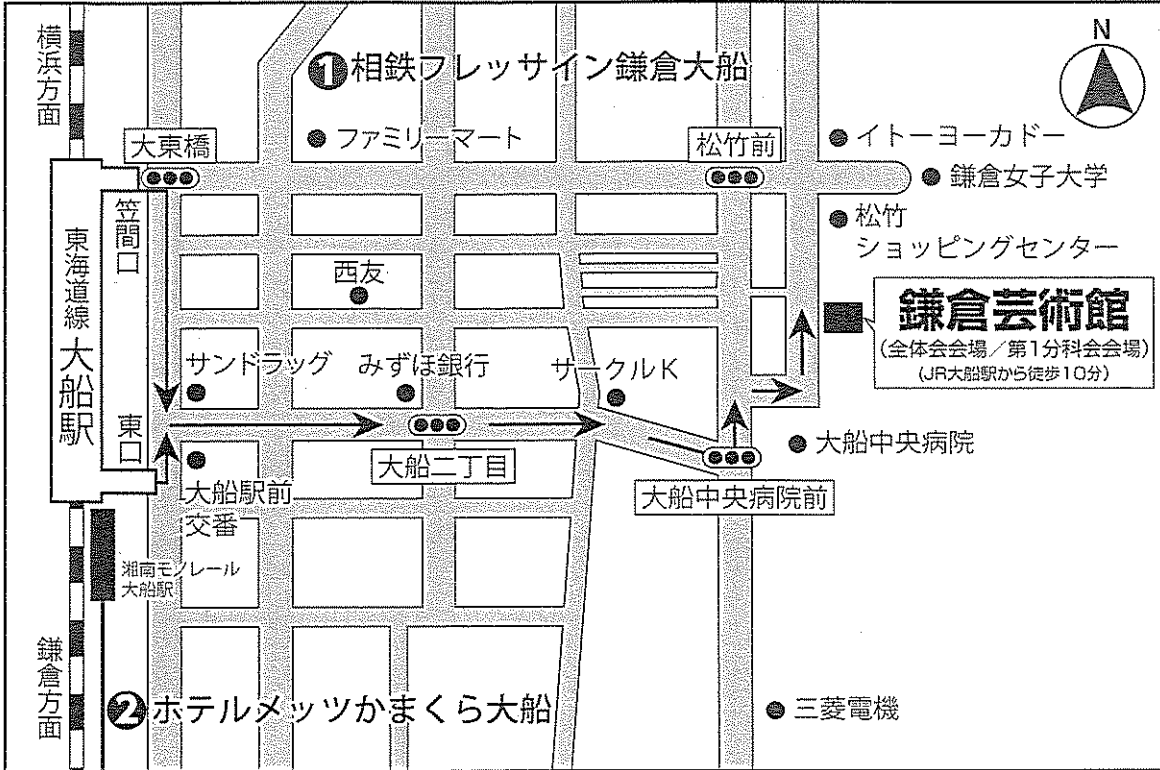 横浜方面
N
❶相鉄フレッサイン鎌倉大船
ファミリーマート
大東橋
松竹前
イトーヨーカドー
鎌倉女子大学
松竹
ショッピングセンター
笠間口
東海道線 大船駅
東口
西友
鎌倉芸術館
(全体会会場/第1分科会会場)
(JR大船駅から徒歩10分)
サンドラッグ
みずほ銀行
サークルK
大船二丁目
大船中央病院
大船中央病院前
大船駅前
交番
湘南モノレール
大船駅
鎌倉方面
❷ホテルメッツかまくら大船
三菱電機